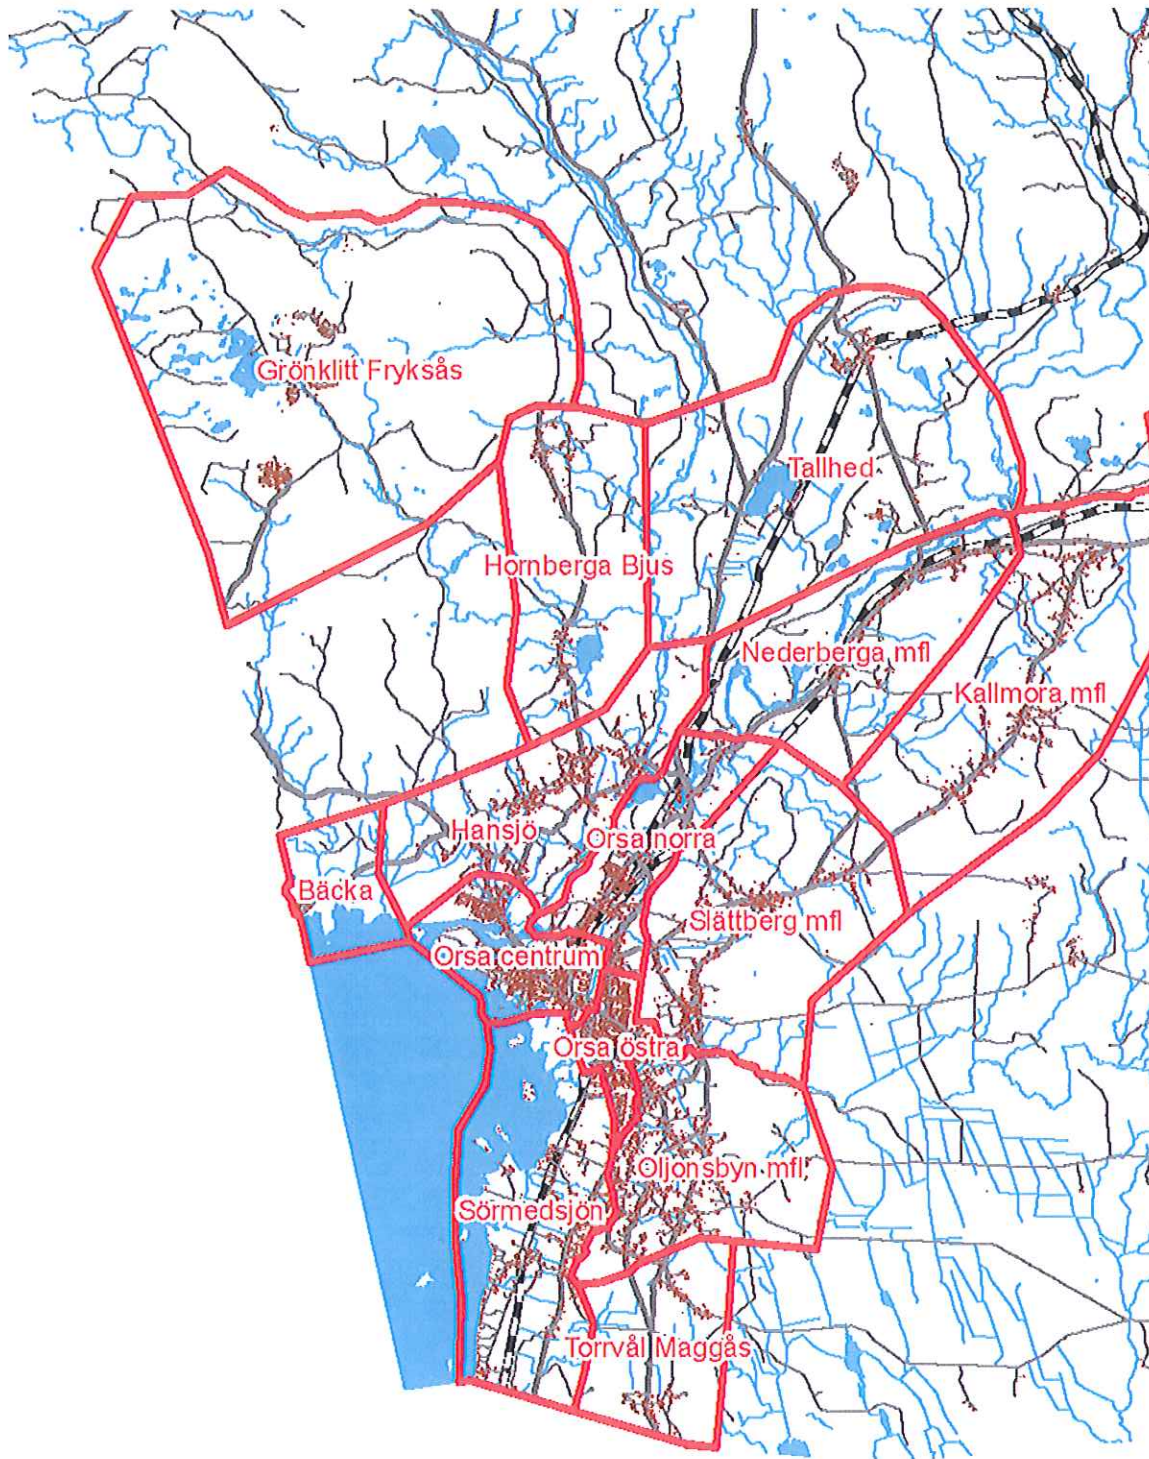 Grönklitt Fryksås
Tallhed
Hornberga Bjus
Nederberga mfl
Kallmora mfl
Hansjö
Orsa norra
Bäcka
Slättberg mfl
Orsa centrum
Orsa östra
Oljonsbyn mfl
Sörmedsjön
Torrvål Maggås